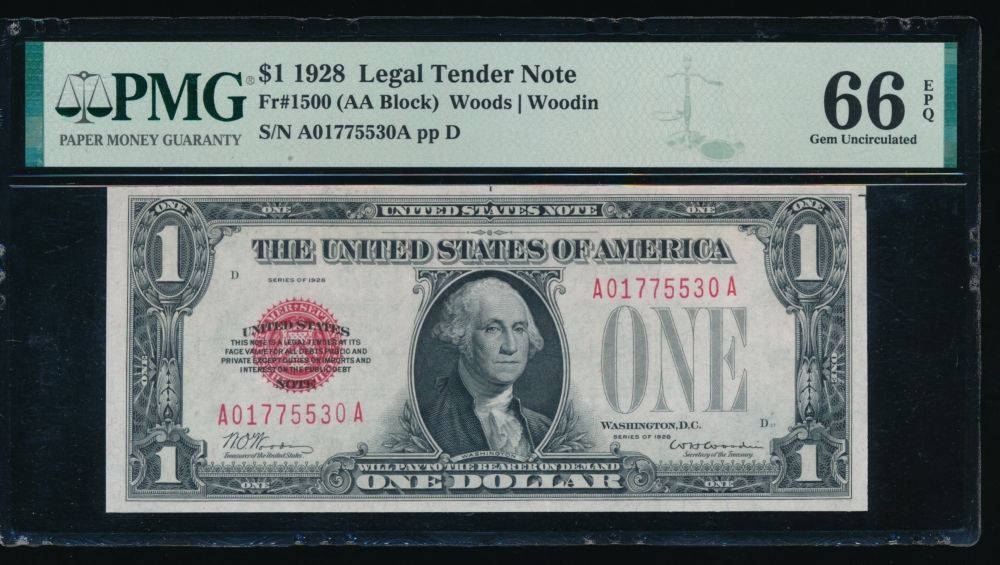 PMG
PAPER MONEY GUARANTY
$1 1928 Legal Tender Note
Fr#1500 (AA Block) Woods | Woodin
S/N A01775530A pp D
66
EPQ
Gem Uncirculated
ONE ONE UNITED STATES NOTE ONE ONE
1 1
THE UNITED STATES OF AMERICA
D SERIES OF 1928
A01775530 A
UNITED STATES
THIS NOTE IS A LEGAL TENDER AT ITS
FACE VALUE FOR ALL DEBTS PUBLIC AND
PRIVATE EXCEPT DUTIES ON IMPORTS AND
INTEREST ON THE PUBLIC DEBT
NOTE
ONE
ONE ONE
A01775530 A
WASHINGTON, D.C. D
SERIES OF 1928
Treasurer of the United States. Secretary of the Treasury.
WASHINGTON
WILL PAY TO THE BEARER ON DEMAND
1 1
ONE ONE DOLLAR ONE